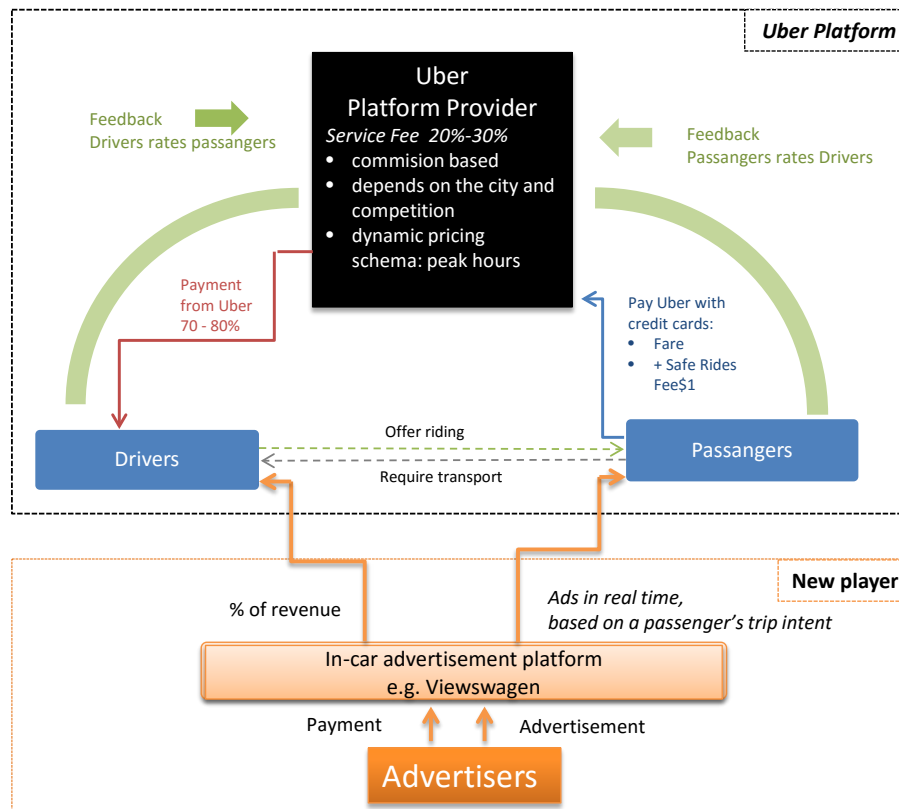 Uber Platform
Uber
Platform Provider
Service Fee 20%-30%
• commision based
• depends on the city and
competition
• dynamic pricing
schema: peak hours
Feedback
Drivers rates passangers
Feedback
Passangers rates Drivers
Payment
from Uber
70 - 80%
Pay Uber with
credit cards:
• Fare
• + Safe Rides
Fee$1
Drivers
Offer riding
Require transport
Passangers
New player
% of revenue
Ads in real time,
based on a passenger’s trip intent
In-car advertisement platform
e.g. Viewswagen
Payment
Advertisement
Advertisers